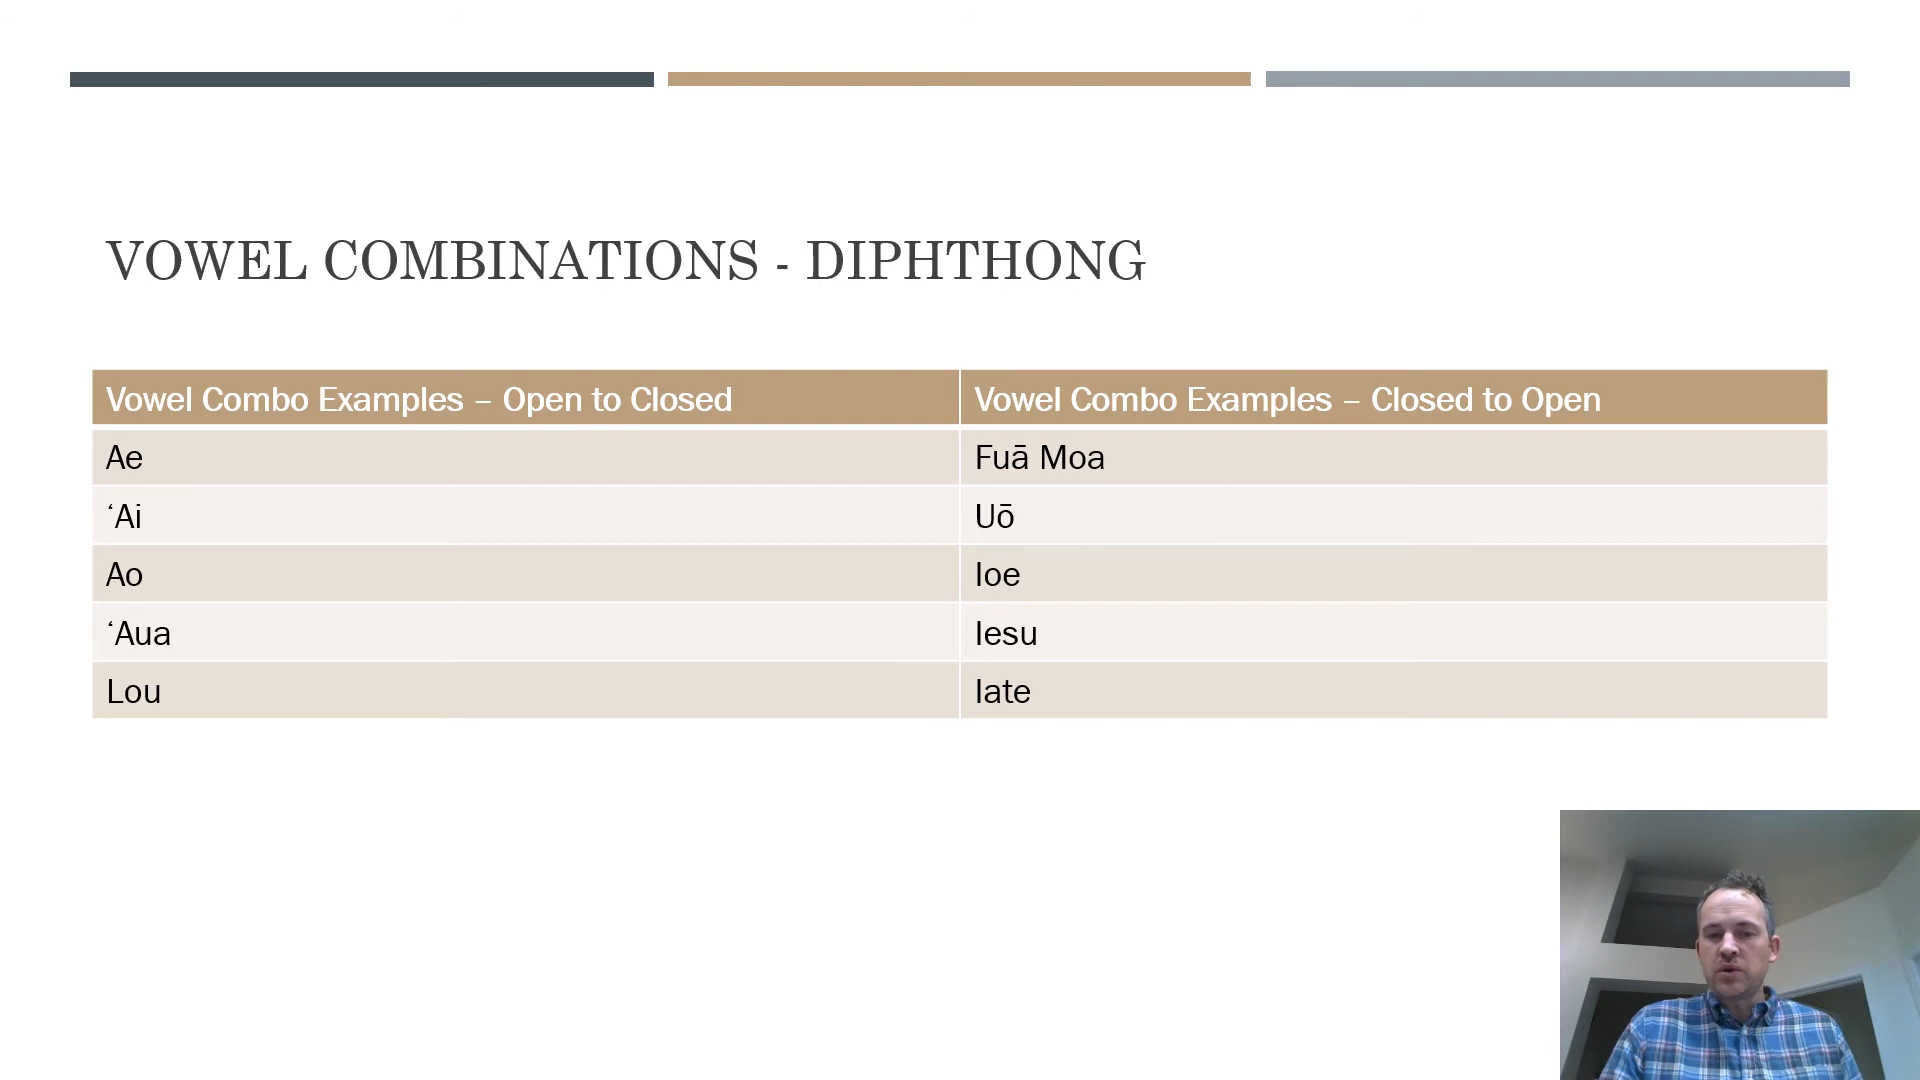 VOWEL COMBINATIONS - DIPHTHONG
Vowel Combo Examples – Open to Closed
Vowel Combo Examples – Closed to Open
Ae
Fuā Moa
ʻAi
Uō
Ao
Ioe
ʻAua
Iesu
Lou
Iate